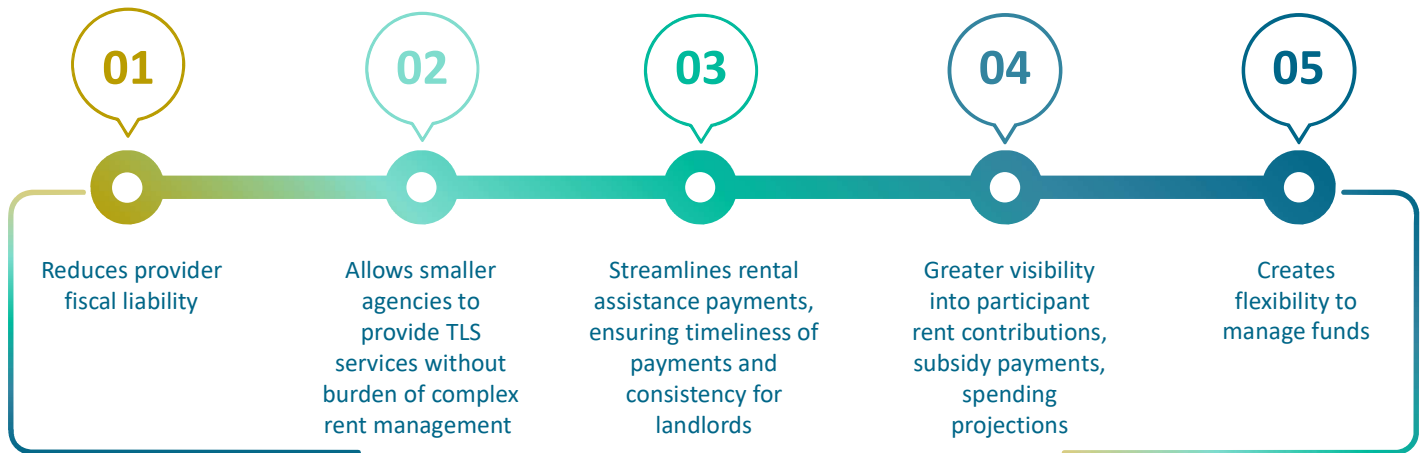 01
Reduces provider
fiscal liability
02
Allows smaller
agencies to
provide TLS
services without
burden of complex
rent management
03
Streamlines rental
assistance payments,
ensuring timeliness of
payments and
consistency for
landlords
04
Greater visibility
into participant
rent contributions,
subsidy payments,
spending
projections
05
Creates
flexibility to
manage funds